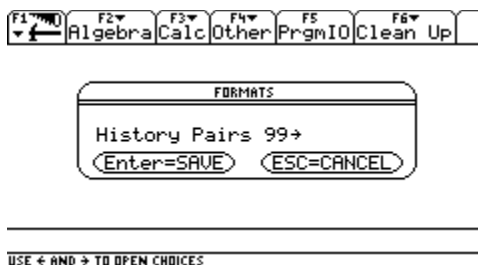 F1 F2 F3 F4 F5 F6
Algebra Calc Other PrgmIO Clean Up
FORMATS
History Pairs 99→
Enter=SAVE ESC=CANCEL
USE ← AND → TO OPEN CHOICES